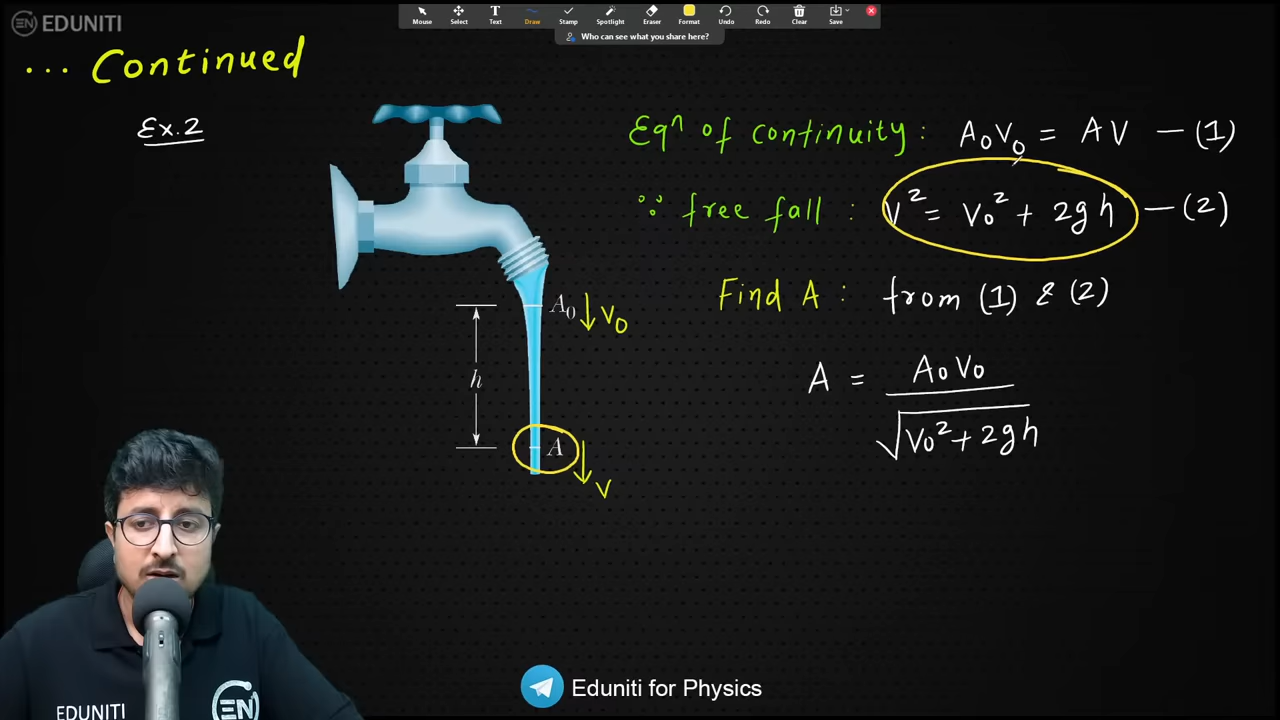 EN EDUNITI
Mouse Select Text Draw Stamp Spotlight Eraser Format Undo Redo Clear Save
Who can see what you share here?
... Continued
Ex.2
Eqⁿ of continuity : A₀V₀ = AV — (1)
∵ free fall : V² = V₀² + 2gh — (2)
Find A : from (1) & (2)
A₀ V₀
h
A = A₀V₀ / √(V₀² + 2gh)
A
V
Eduniti for Physics
EDUNITI
EN